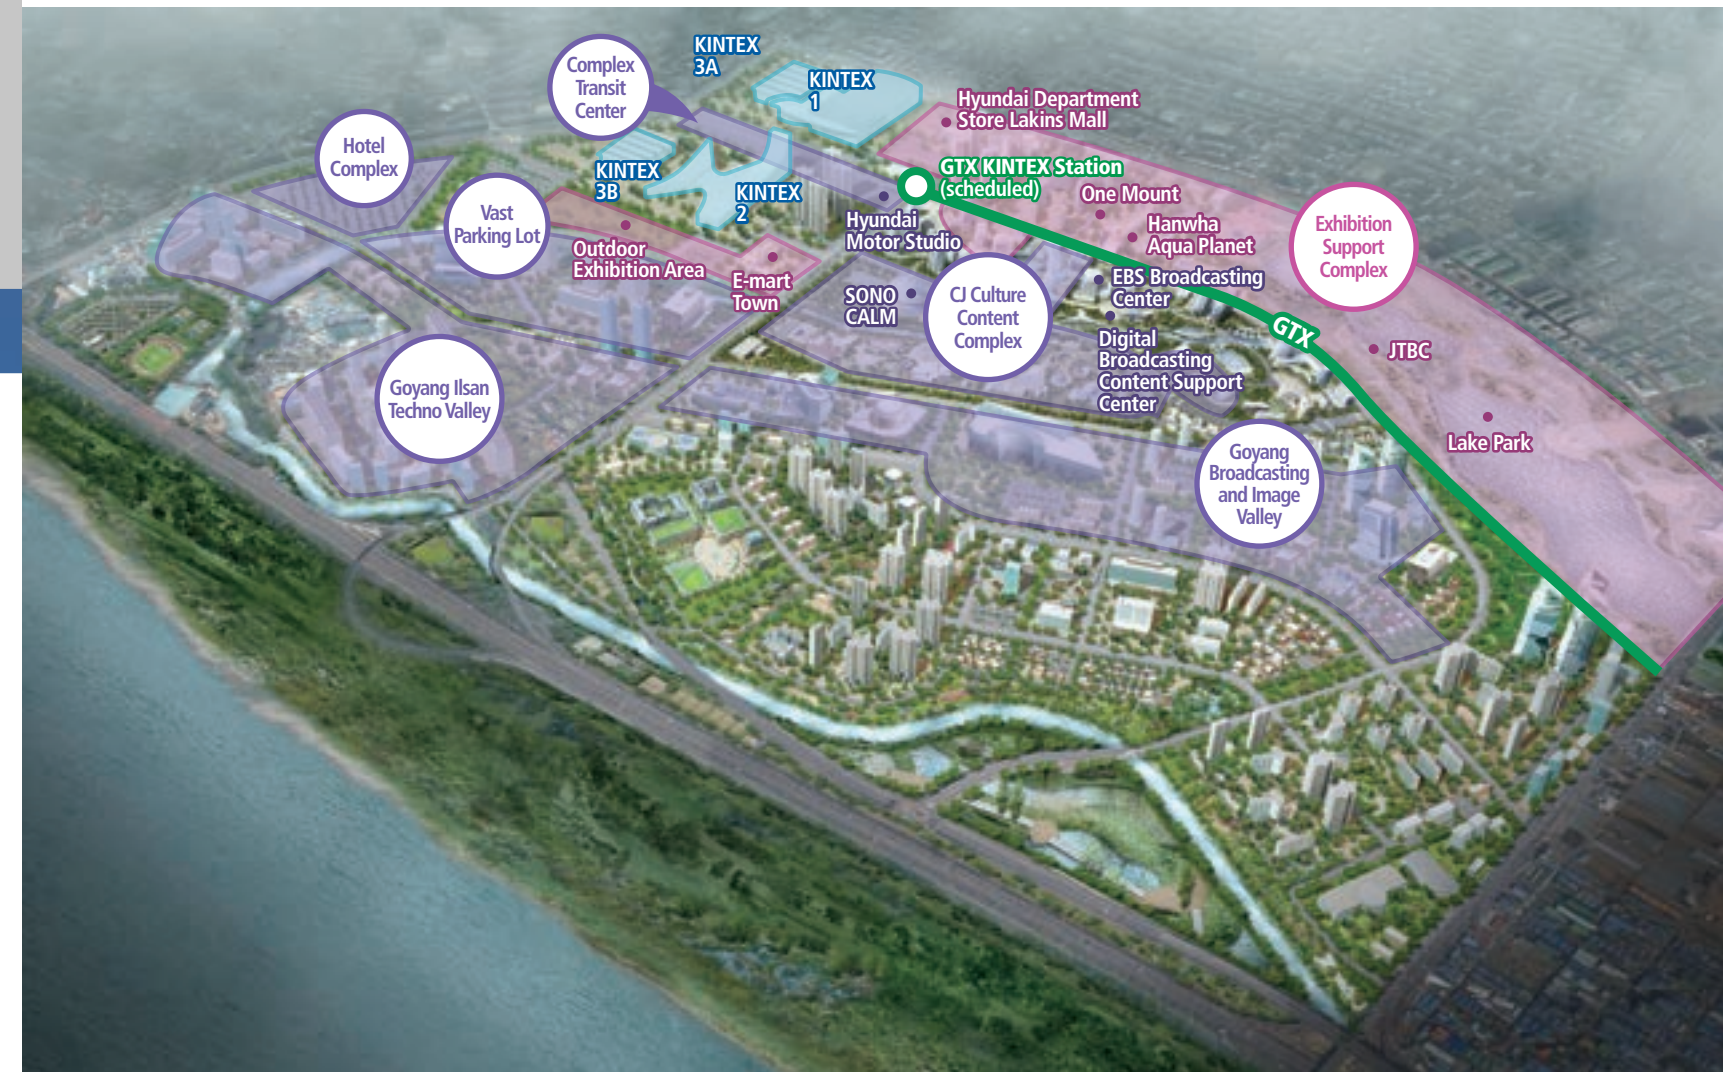 KINTEX
3A
Complex
Transit
Center
KINTEX
1
Hyundai Department
Store Lakins Mall
Hotel
Complex
KINTEX
3B
KINTEX
2
GTX KINTEX Station
(scheduled)
One Mount
Vast
Parking Lot
Hyundai
Motor Studio
Hanwha
Aqua Planet
Exhibition
Support
Complex
Outdoor
Exhibition Area
E-mart
Town
SONO
CALM
CJ Culture
Content
Complex
EBS Broadcasting
Center
GTX
Digital
Broadcasting
Content Support
Center
JTBC
Goyang Ilsan
Techno Valley
Lake Park
Goyang
Broadcasting
and Image
Valley